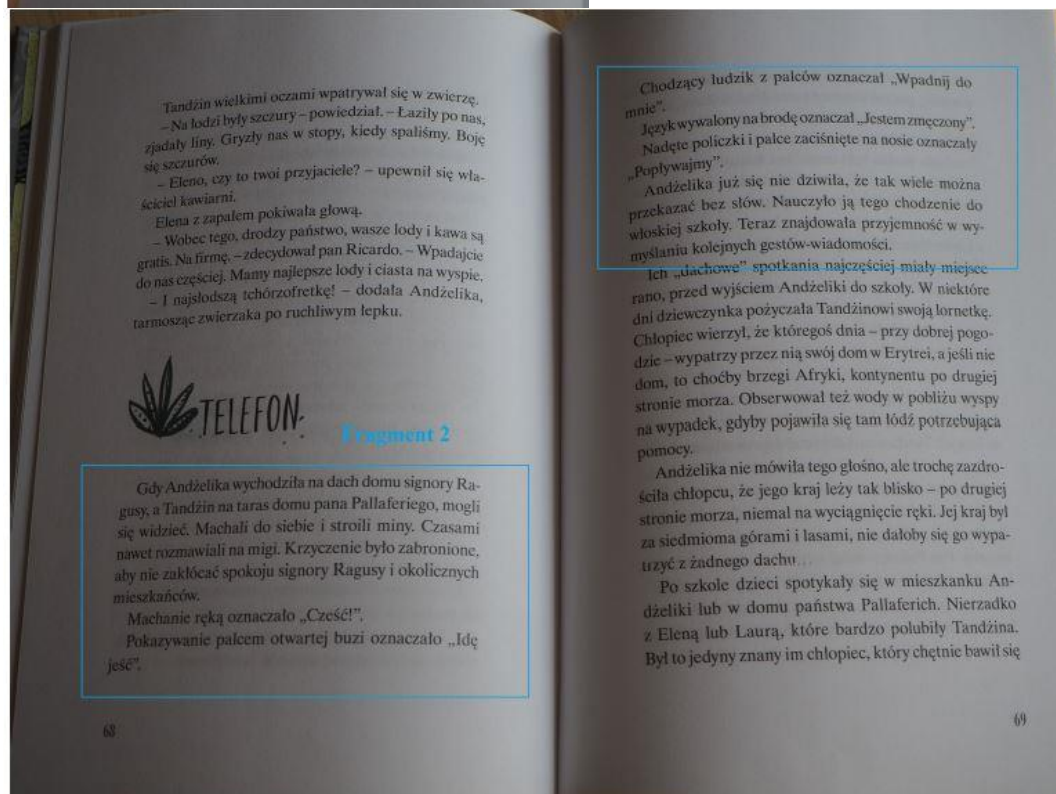 Tandżin wielkimi oczami wpatrywał się w zwierzę.
– Na łodzi były szczury – powiedział. – Łaziły po nas,
zjadały liny. Gryzły nas w stopy, kiedy spaliśmy. Boję
się szczurów.
– Eleno, czy to twoi przyjaciele? – upewnił się wła-
ściciel kawiarni.
Elena z zapałem pokiwała głową.
– Wobec tego, drodzy państwo, wasze lody i kawa są
gratis. Na firmę. – zdecydował pan Ricardo. – Wpadajcie
do nas częściej. Mamy najlepsze lody i ciasta na wyspie.
– I najsłodszą tchórzofretkę! – dodała Andżelika,
tarmosząc zwierzaka po ruchliwym łepku.
TELEFON
Fragment 2
Gdy Andżelika wychodziła na dach domu signory Ra-
gusy, a Tandżin na taras domu pana Pallaferiego, mogli
się widzieć. Machali do siebie i stroili miny. Czasami
nawet rozmawiali na migi. Krzyczenie było zabronione,
aby nie zakłócać spokoju signory Ragusy i okolicznych
mieszkańców.
Machanie ręką oznaczało „Cześć!”.
Pokazywanie palcem otwartej buzi oznaczało „Idę
jeść”.
68
Chodzący ludzik z palców oznaczał „Wpadnij do
mnie”.
Język wywalony na brodę oznaczał „Jestem zmęczony”.
Nadęte policzki i palce zaciśnięte na nosie oznaczały
„Popływajmy”.
Andżelika już się nie dziwiła, że tak wiele można
przekazać bez słów. Nauczyło ją tego chodzenie do
włoskiej szkoły. Teraz znajdowała przyjemność w wy-
myślaniu kolejnych gestów-wiadomości.
Ich „dachowe” spotkania najczęściej miały miejsce
rano, przed wyjściem Andżeliki do szkoły. W niektóre
dni dziewczynka pożyczała Tandżinowi swoją lornetkę.
Chłopiec wierzył, że któregoś dnia – przy dobrej pogo-
dzie – wypatrzy przez nią swój dom w Erytrei, a jeśli nie
dom, to choćby brzegi Afryki, kontynentu po drugiej
stronie morza. Obserwował też wody w pobliżu wyspy
na wypadek, gdyby pojawiła się tam łódź potrzebująca
pomocy.
Andżelika nie mówiła tego głośno, ale trochę zazdro-
ściła chłopcu, że jego kraj leży tak blisko – po drugiej
stronie morza, niemal na wyciągnięcie ręki. Jej kraj był
za siedmioma górami i lasami, nie dałoby się go wypa-
trzyć z żadnego dachu…
Po szkole dzieci spotykały się w mieszkanku An-
dżeliki lub w domu państwa Pallaferich. Nierzadko
z Eleną lub Laurą, które bardzo polubiły Tandżina.
Był to jedyny znany im chłopiec, który chętnie bawił się
69